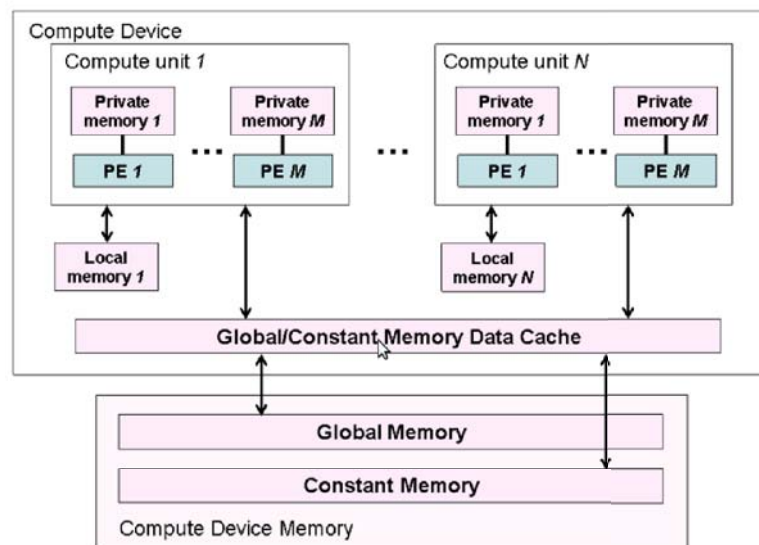 Compute Device
Compute unit 1
Compute unit N
Private
memory 1
Private
memory M
Private
memory 1
Private
memory M
...
...
...
PE 1
PE M
PE 1
PE M
Local
memory 1
Local
memory N
Global/Constant Memory Data Cache
Global Memory
Constant Memory
Compute Device Memory